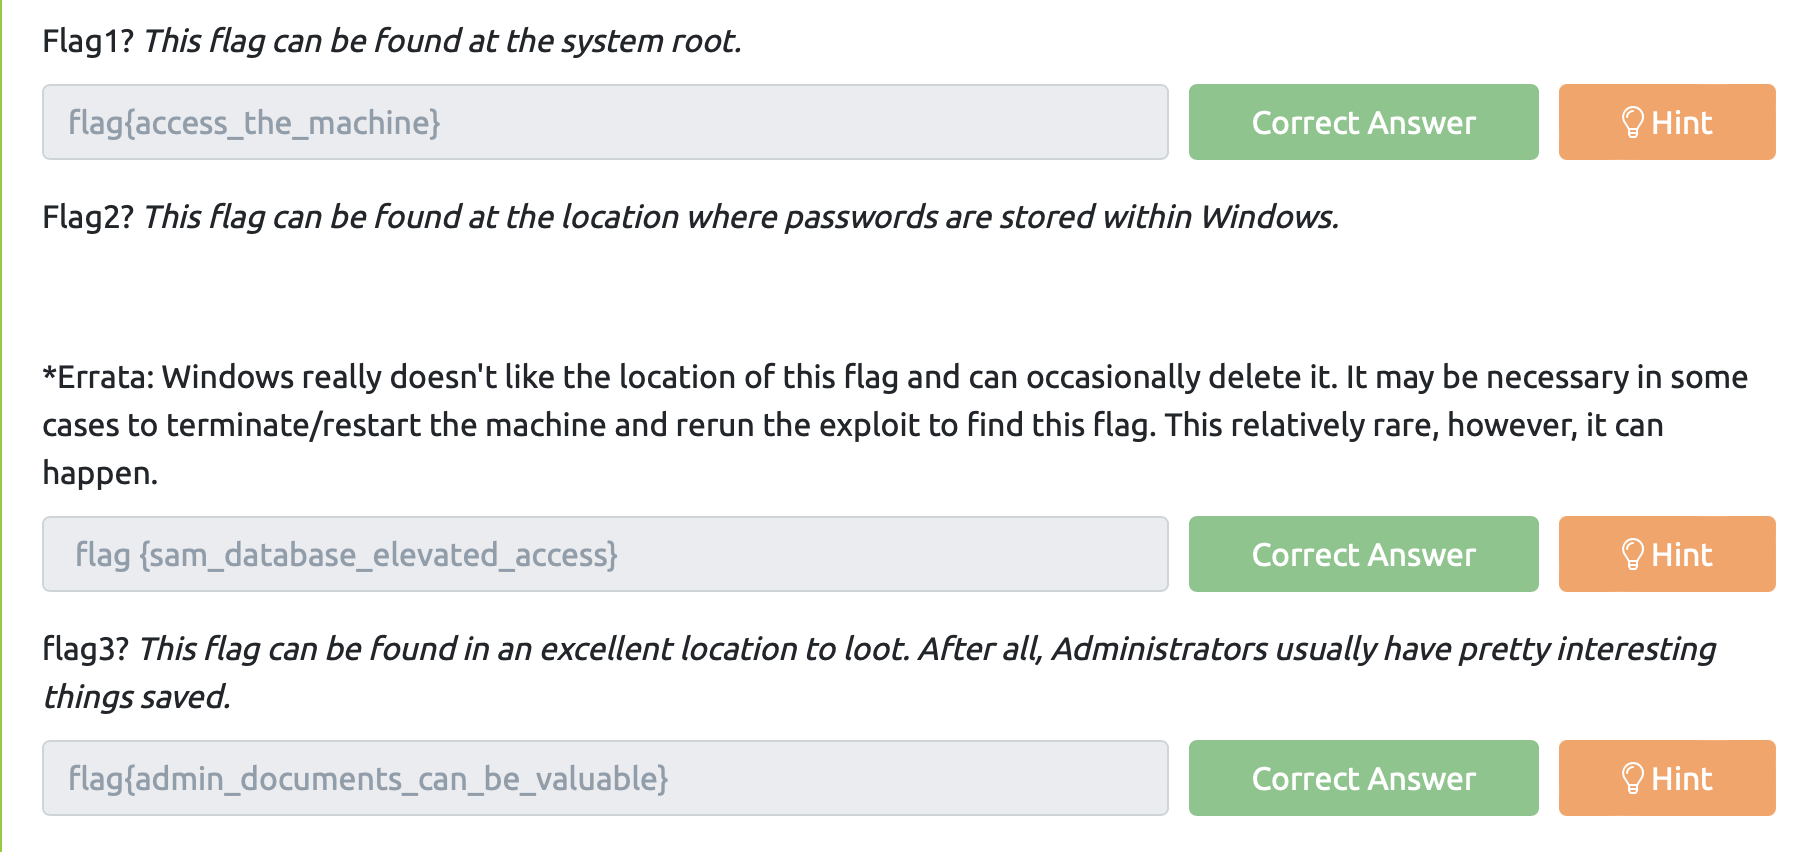 Flag1? This flag can be found at the system root.
flag{access_the_machine}
Correct Answer
Hint
Flag2? This flag can be found at the location where passwords are stored within Windows.
*Errata: Windows really doesn't like the location of this flag and can occasionally delete it. It may be necessary in some
cases to terminate/restart the machine and rerun the exploit to find this flag. This relatively rare, however, it can
happen.
flag {sam_database_elevated_access}
Correct Answer
Hint
flag3? This flag can be found in an excellent location to loot. After all, Administrators usually have pretty interesting
things saved.
flag{admin_documents_can_be_valuable}
Correct Answer
Hint